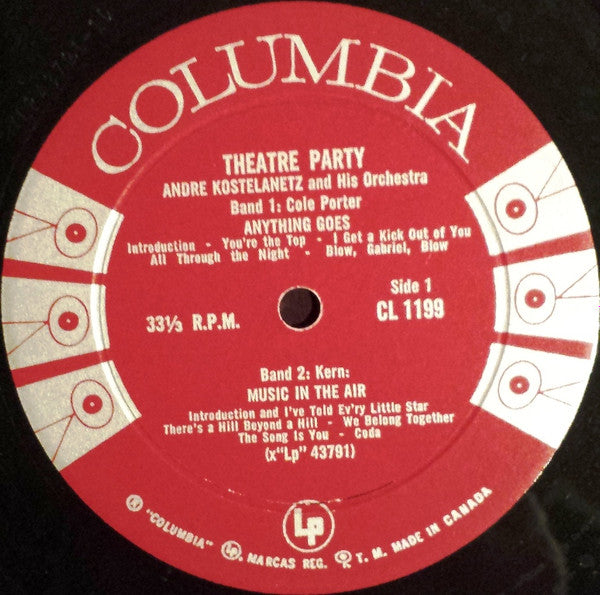 COLUMBIA
THEATRE PARTY
ANDRE KOSTELANETZ and His Orchestra
Band 1: Cole Porter
ANYTHING GOES
Introduction - You're the Top - I Get a Kick Out of You
All Through the Night - Blow, Gabriel, Blow
Side 1
33⅓ R.P.M.
CL 1199
Band 2: Kern:
MUSIC IN THE AIR
Introduction and I've Told Ev'ry Little Star
There's a Hill Beyond a Hill - We Belong Together
The Song Is You - Coda
(x"Lp" 43791)
Lp
"COLUMBIA" Lp. MARCAS REG. T. M. MADE IN CANADA